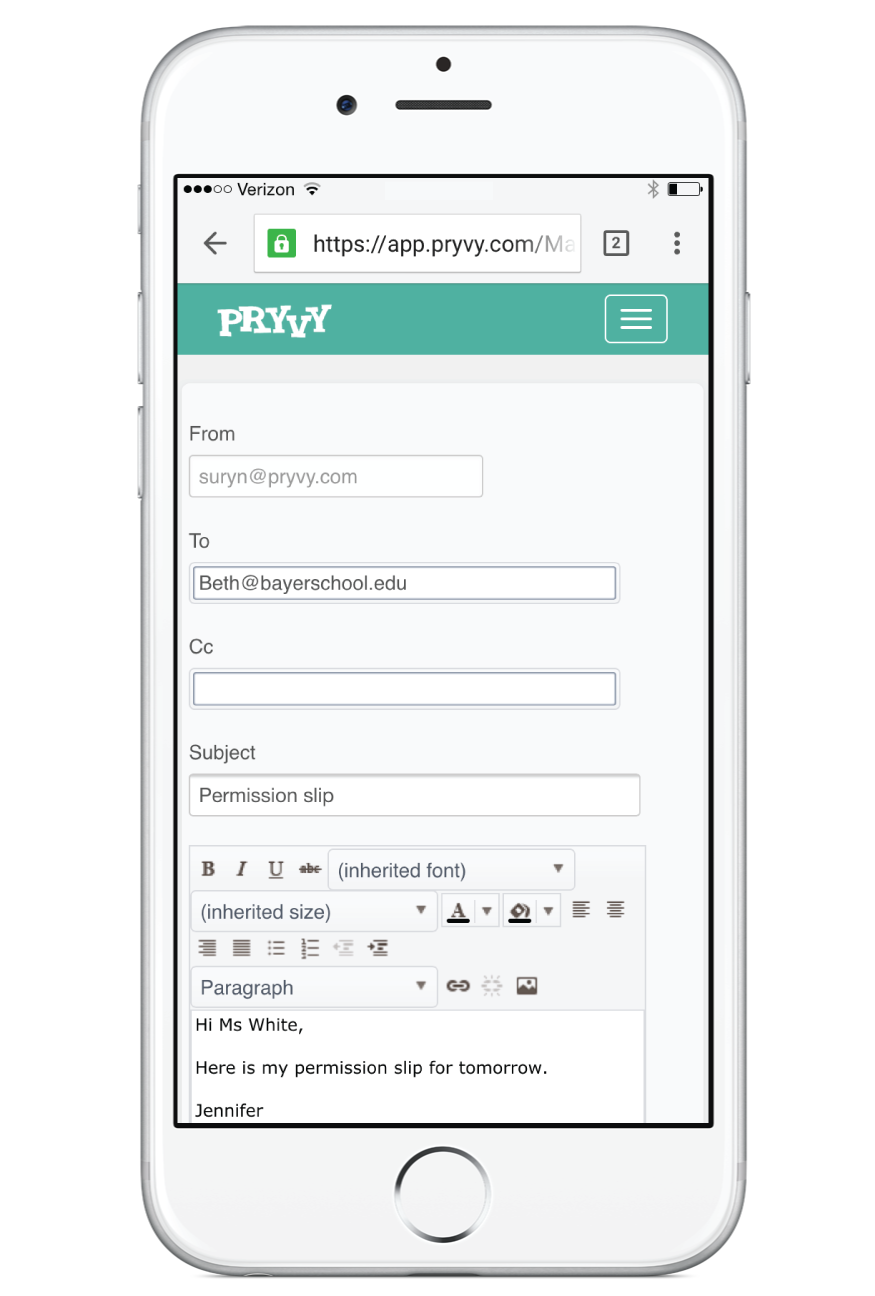 Verizon
https://app.pryvy.com/Ma
2
PRYVY
From
suryn@pryvy.com
To
Beth@bayerschool.edu
Cc
Subject
Permission slip
B I U abc (inherited font)
(inherited size) A
Paragraph
Hi Ms White,
Here is my permission slip for tomorrow.
Jennifer